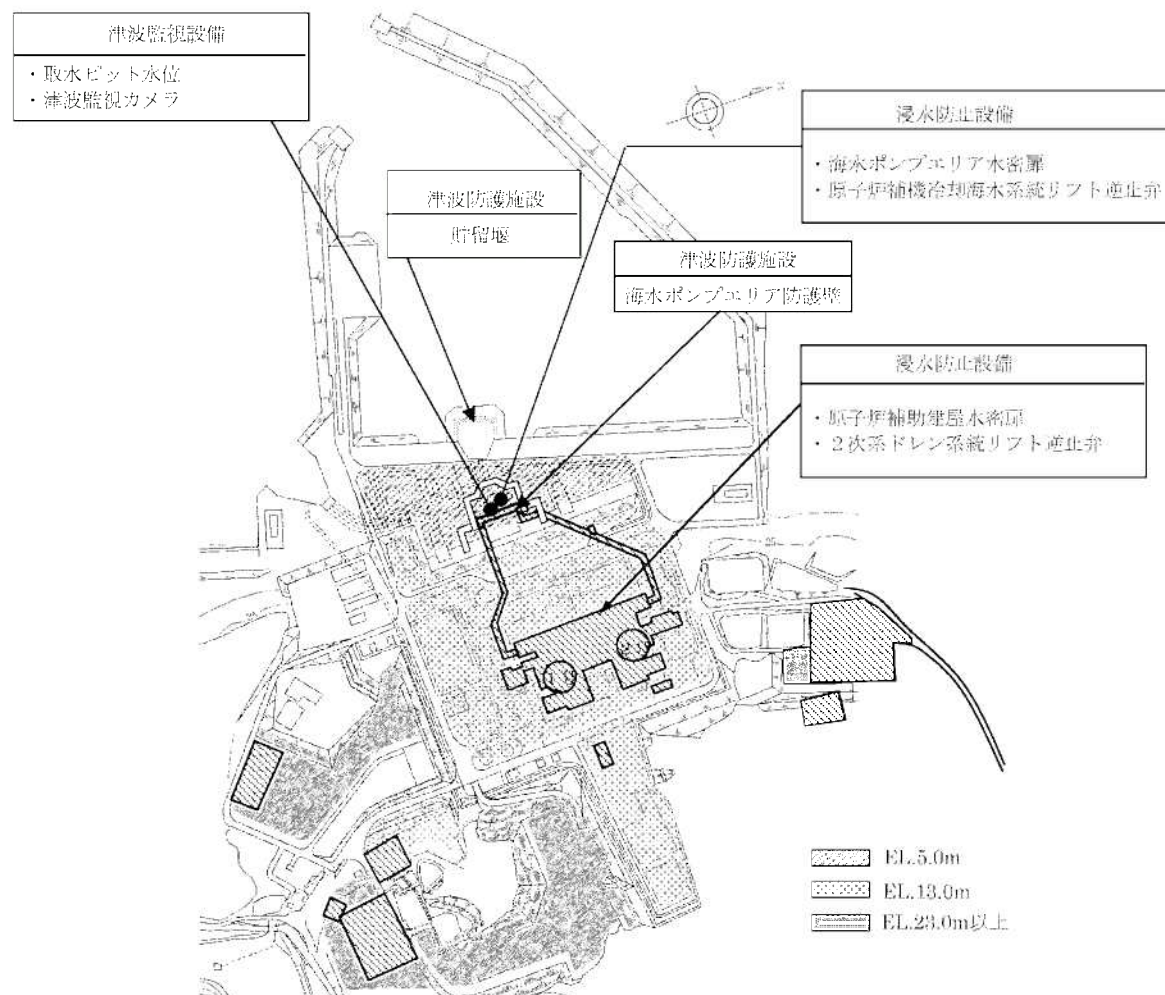 津波監視設備
・取水ピット水位
・津波監視カメラ
浸水防止設備
・海水ポンプエリア水密扉
・原子炉補機冷却海水系統リフト逆止弁
津波防護施設
貯留堰
津波防護施設
海水ポンプエリア防護壁
浸水防止設備
・原子炉補助建屋水密扉
・2次系ドレン系統リフト逆止弁
EL.5.0m
EL.13.0m
EL.23.0m以上